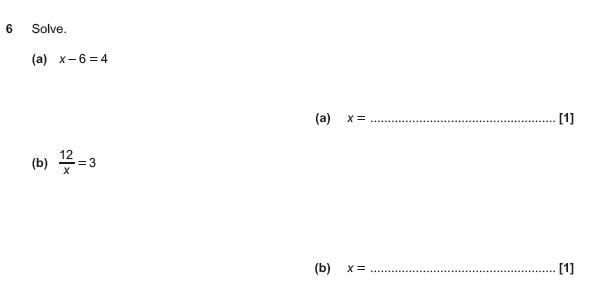 6 Solve.
(a) x – 6 = 4
(a) x = ..................................................... [1]
(b) 12/x = 3
(b) x = ..................................................... [1]